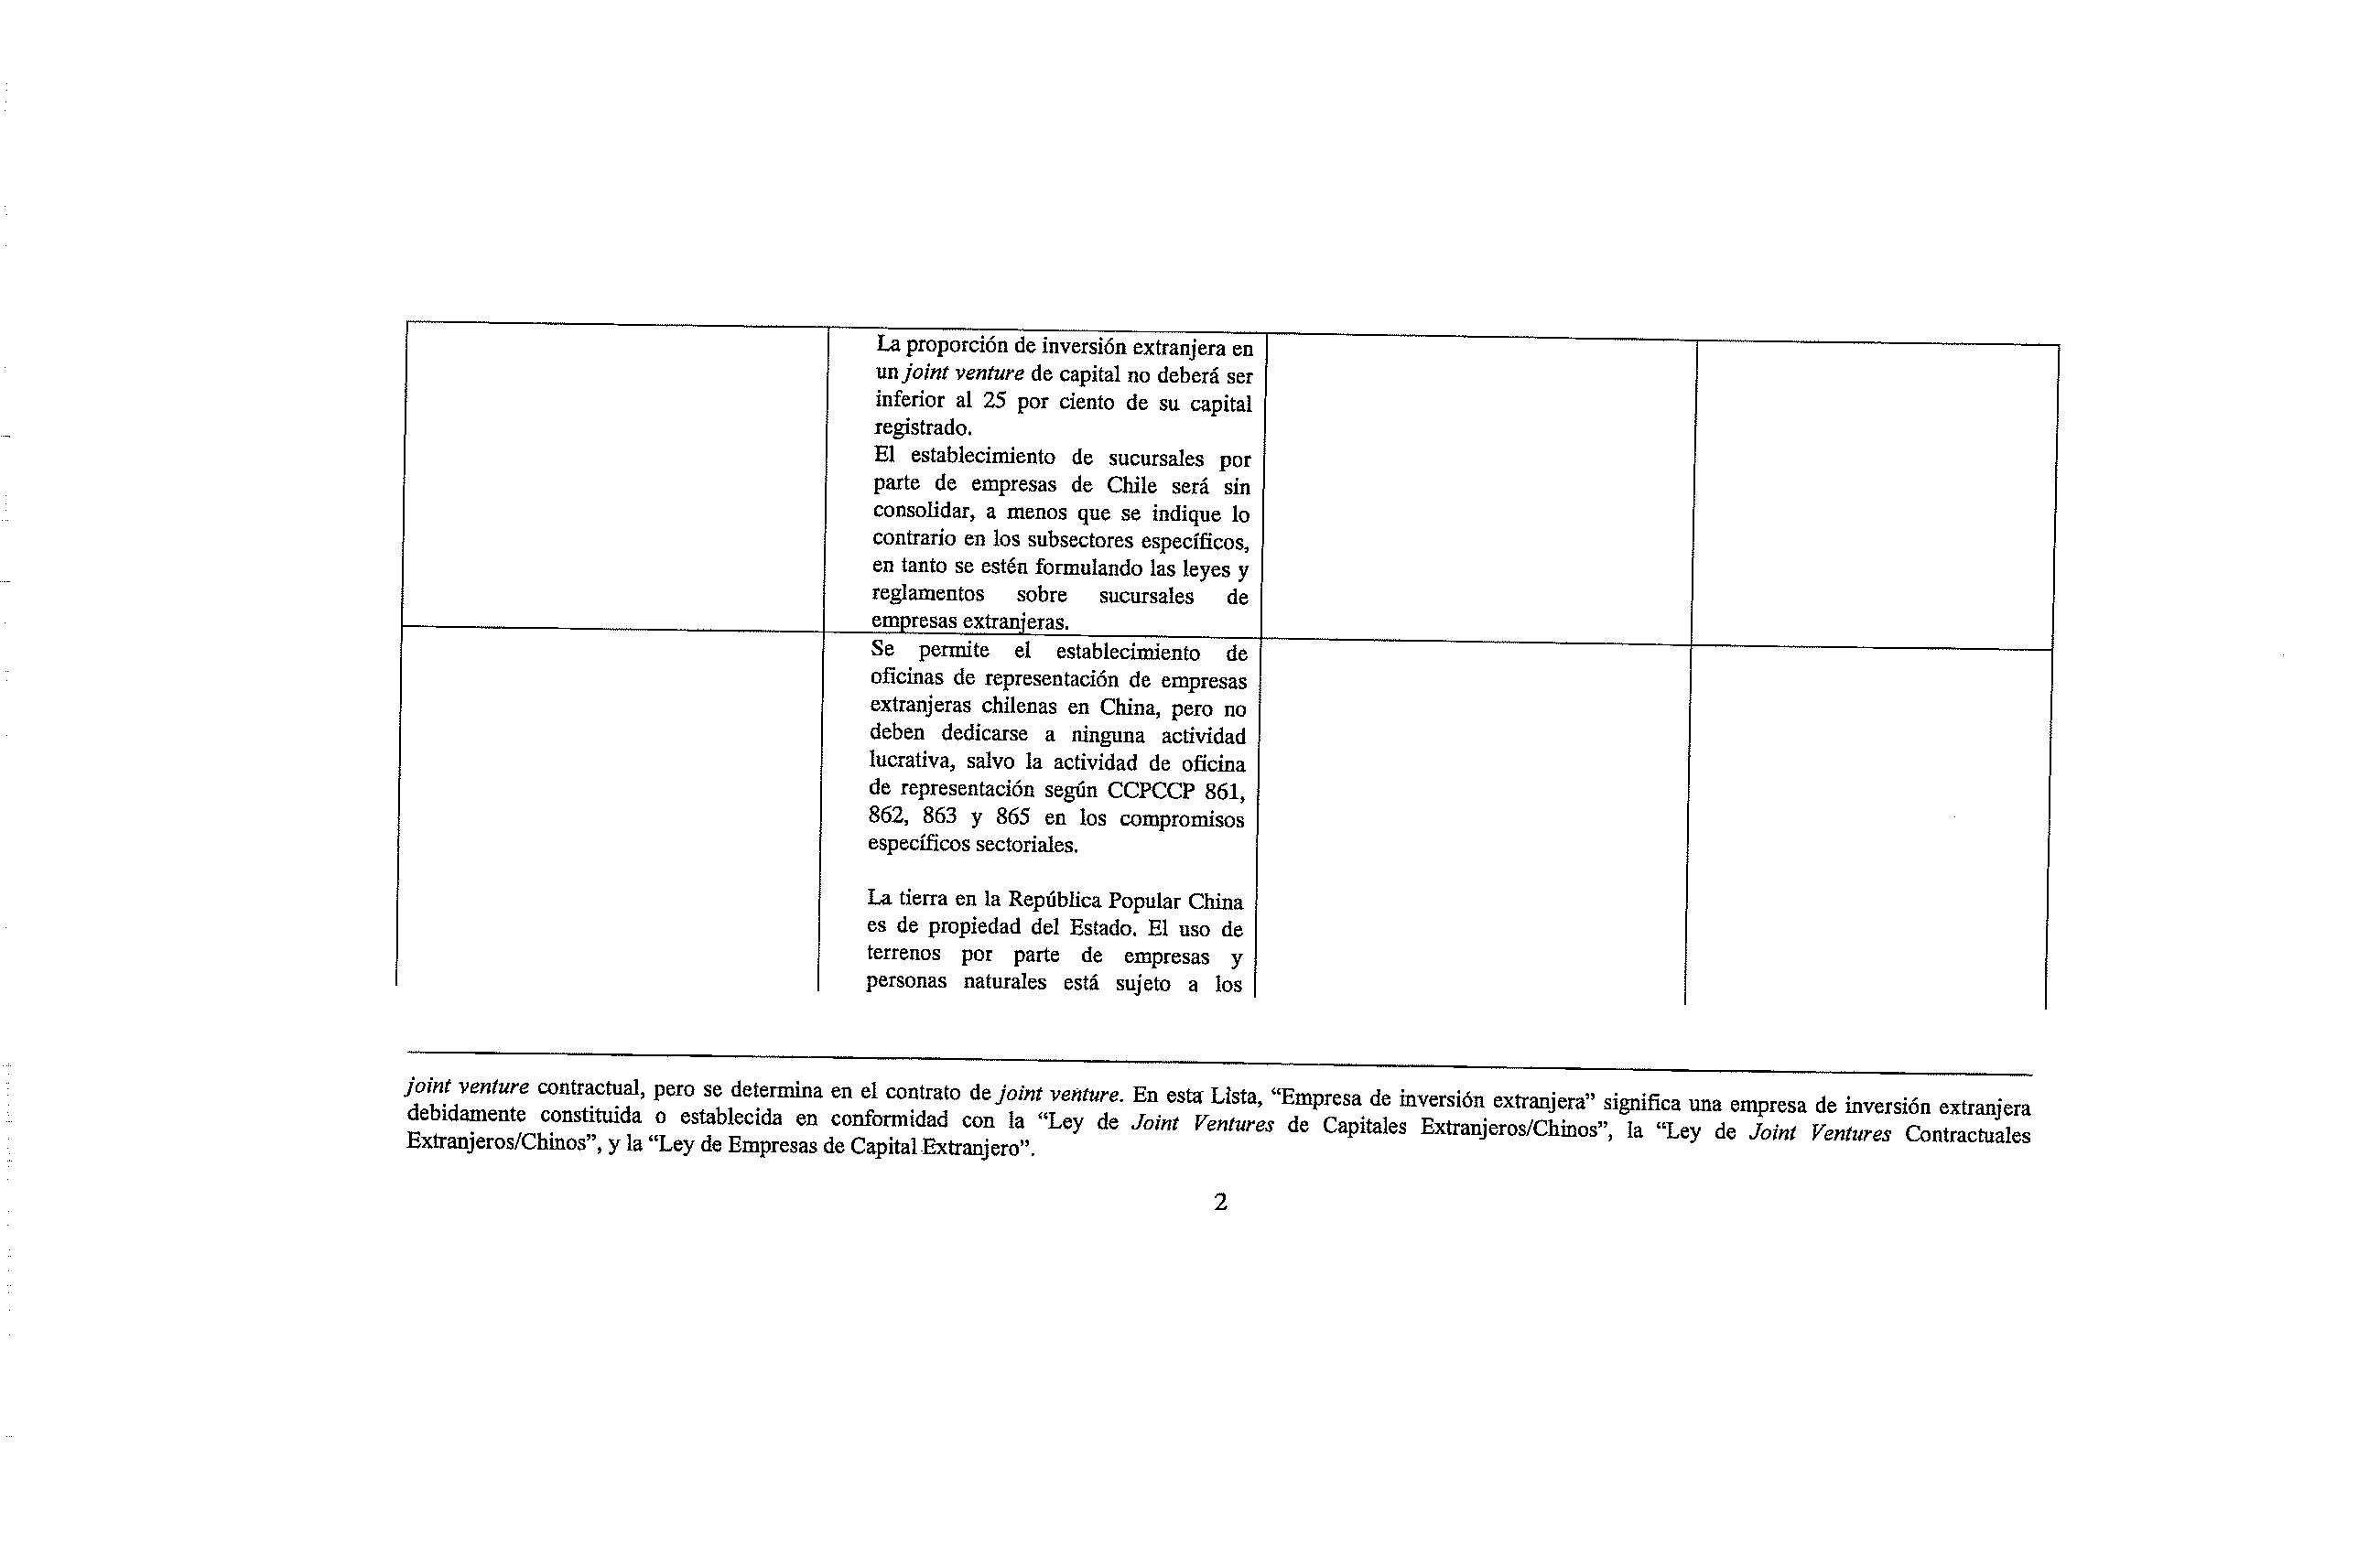 La proporción de inversión extranjera en
un joint venture de capital no deberá ser
inferior al 25 por ciento de su capital
registrado.
El establecimiento de sucursales por
parte de empresas de Chile será sin
consolidar, a menos que se indique lo
contrario en los subsectores específicos,
en tanto se estén formulando las leyes y
reglamentos sobre sucursales de
empresas extranjeras.
Se permite el establecimiento de
oficinas de representación de empresas
extranjeras chilenas en China, pero no
deben dedicarse a ninguna actividad
lucrativa, salvo la actividad de oficina
de representación según CCPCCP 861,
862, 863 y 865 en los compromisos
específicos sectoriales.
La tierra en la República Popular China
es de propiedad del Estado. El uso de
terrenos por parte de empresas y
personas naturales está sujeto a los
joint venture contractual, pero se determina en el contrato de joint venture. En esta Lista, “Empresa de inversión extranjera” significa una empresa de inversión extranjera
debidamente constituida o establecida en conformidad con la “Ley de Joint Ventures de Capitales Extranjeros/Chinos”, la “Ley de Joint Ventures Contractuales
Extranjeros/Chinos”, y la “Ley de Empresas de Capital Extranjero”.
2